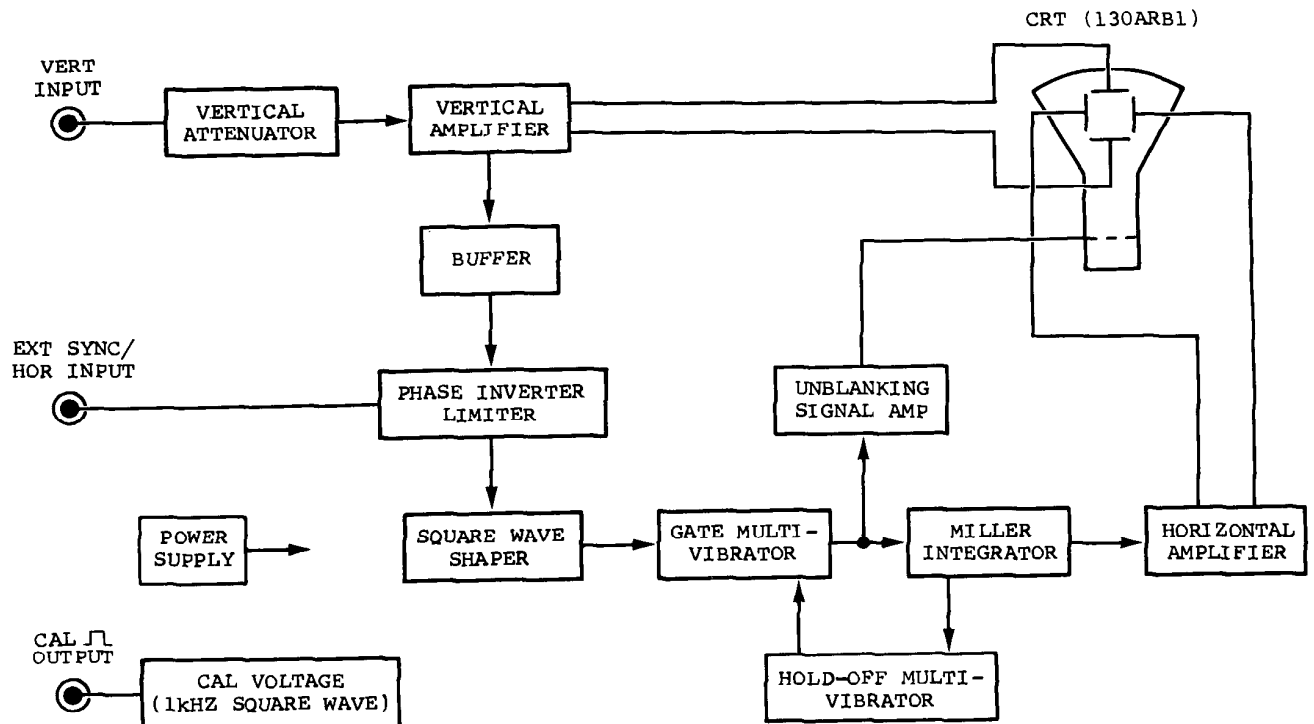 CRT (130ARB1)
VERT
INPUT
VERTICAL
ATTENUATOR
VERTICAL
AMPLIFIER
BUFFER
EXT SYNC/
HOR INPUT
PHASE INVERTER
LIMITER
UNBLANKING
SIGNAL AMP
POWER
SUPPLY
SQUARE WAVE
SHAPER
GATE MULTI-
VIBRATOR
MILLER
INTEGRATOR
HORIZONTAL
AMPLIFIER
CAL
OUTPUT
CAL VOLTAGE
(1kHZ SQUARE WAVE)
HOLD-OFF MULTI-
VIBRATOR